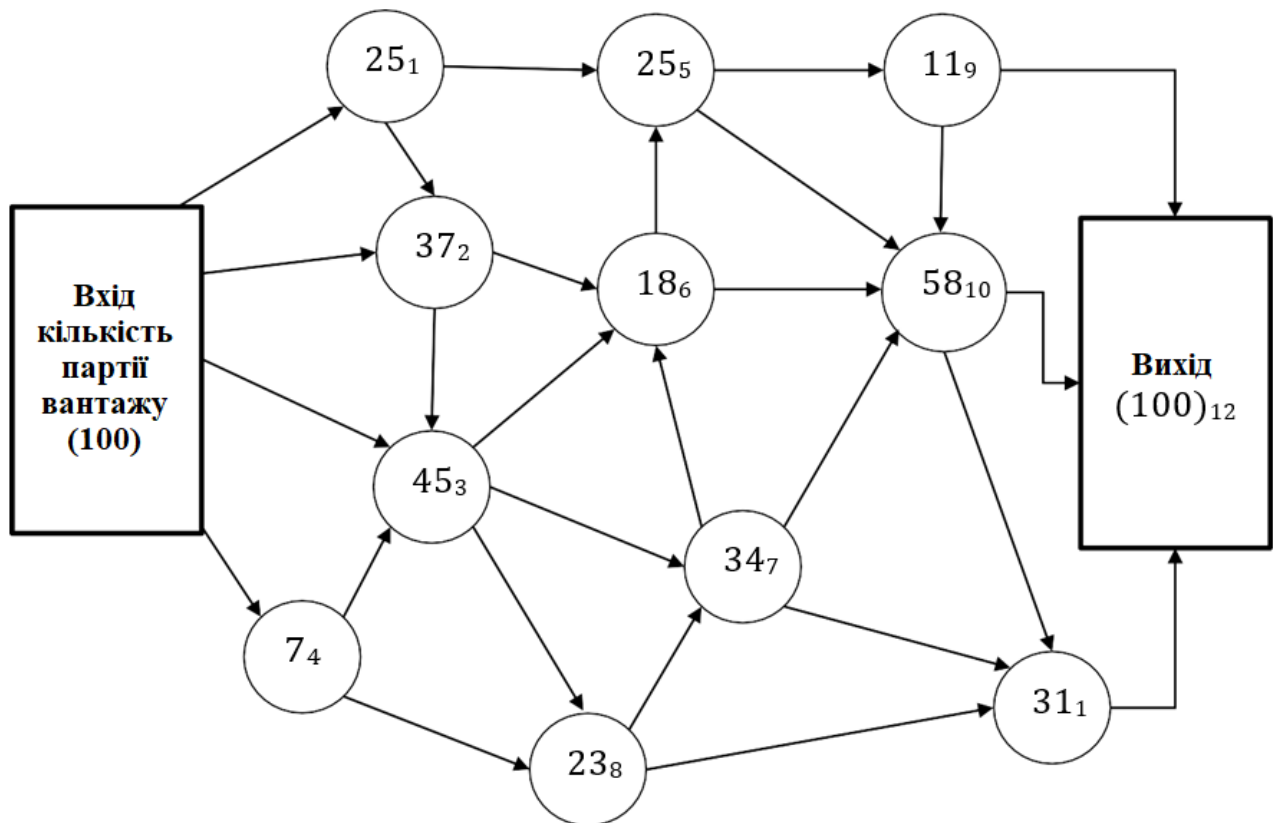 25₁
25₅
11₉
37₂
18₆
58₁₀
Вхід
кількість
партії
вантажу
(100)
Вихід
(100)₁₂
45₃
34₇
7₄
31₁
23₈